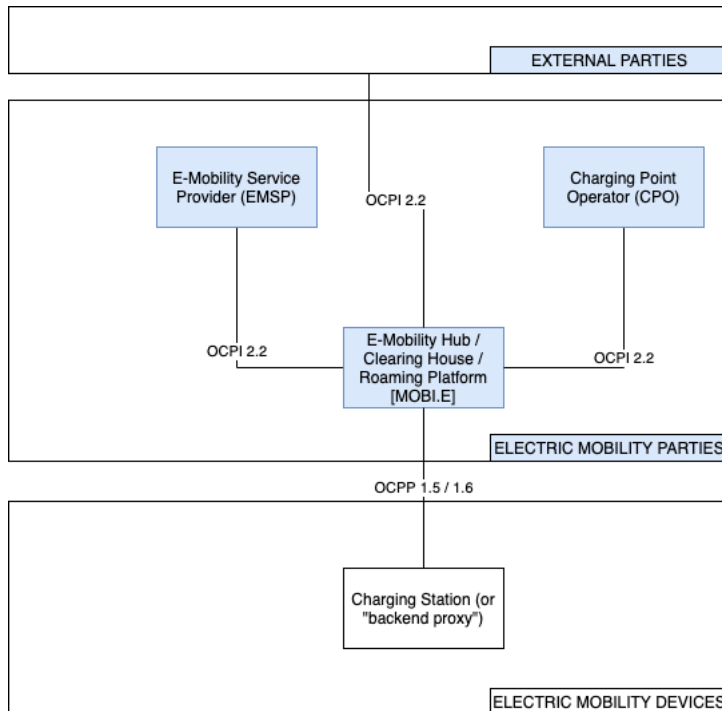 EXTERNAL PARTIES
E-Mobility Service
Provider (EMSP)
Charging Point
Operator (CPO)
OCPI 2.2
OCPI 2.2
E-Mobility Hub /
Clearing House /
Roaming Platform
[MOBI.E]
OCPI 2.2
ELECTRIC MOBILITY PARTIES
OCPP 1.5 / 1.6
Charging Station (or
"backend proxy")
ELECTRIC MOBILITY DEVICES